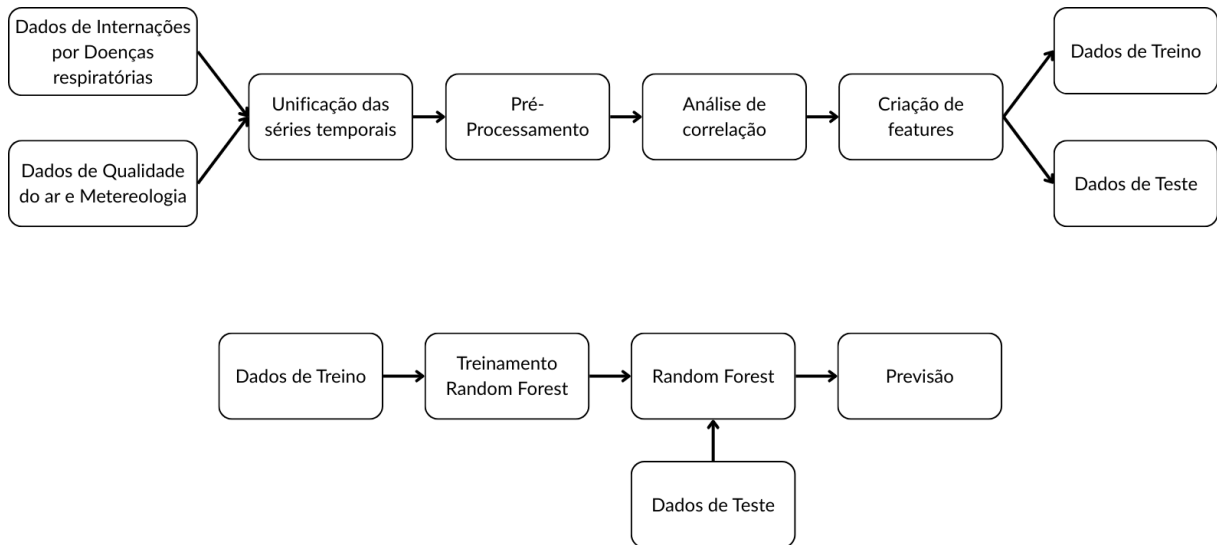 Dados de Internações
por Doenças
respiratórias
Dados de Qualidade
do ar e Metereologia
Unificação das
séries temporais
Pré-
Processamento
Análise de
correlação
Criação de
features
Dados de Treino
Dados de Teste
Dados de Treino
Treinamento
Random Forest
Random Forest
Previsão
Dados de Teste